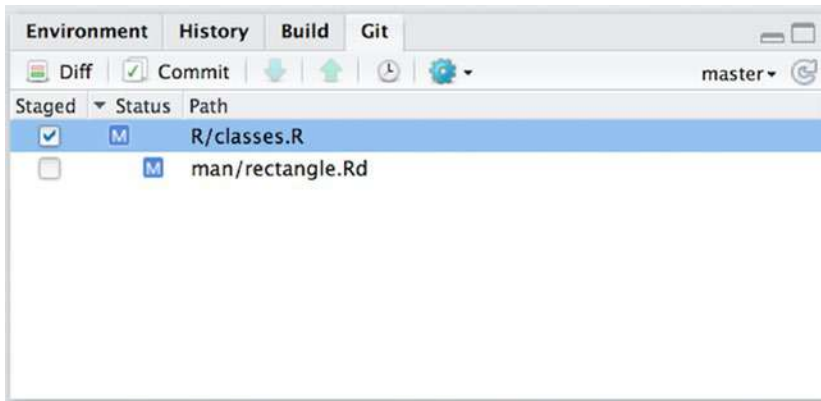 Environment History Build Git
Diff Commit master
Staged Status Path
M R/classes.R
M man/rectangle.Rd